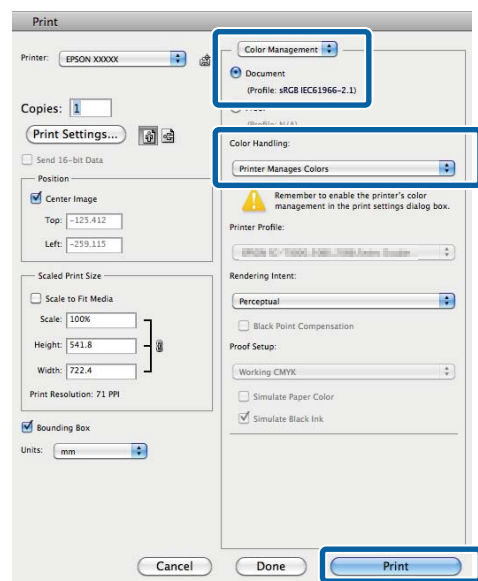 Print
Printer: EPSON XXXXX
Copies: 1
Print Settings...
Send 16-bit Data
Position
Center Image
Top: -125.412
Left: -259.115
Scaled Print Size
Scale to Fit Media
Scale: 100%
Height: 541.8
Width: 722.4
Print Resolution: 71 PPI
Bounding Box
Units: mm
Color Management
Document
(Profile: sRGB IEC61966-2.1)
(Profile: N/A)
Color Handling:
Printer Manages Colors
Remember to enable the printer's color
management in the print settings dialog box.
Printer Profile:
Rendering Intent:
Perceptual
Black Point Compensation
Proof Setup:
Working CMYK
Simulate Paper Color
Simulate Black Ink
Cancel
Done
Print